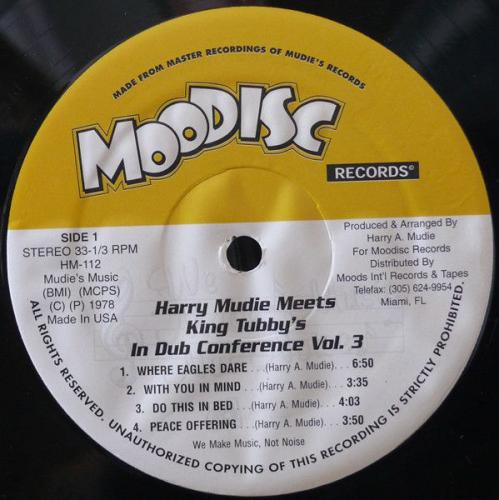 MADE FROM MASTER RECORDINGS OF MUDIE'S RECORDS
MOODISC
RECORDS©
SIDE 1
STEREO 33-1/3 RPM
HM-112
Mudie's Music
(BMI) (MCPS)
(C) (P) 1978
Made In USA
Produced & Arranged By
Harry A. Mudie
For Moodisc Records
Distributed By
Moods Int'l Records & Tapes
Telefax: (305) 624-9954
Miami, FL
Harry Mudie Meets
King Tubby's
In Dub Conference Vol. 3
1. WHERE EAGLES DARE ...(Harry A. Mudie)... 6:50
2. WITH YOU IN MIND ...(Harry A. Mudie)... 3:35
3. DO THIS IN BED ...(Harry A. Mudie)... 4:03
4. PEACE OFFERING ...(Harry A. Mudie)... 3:50
We Make Music, Not Noise
ALL RIGHTS RESERVED. UNAUTHORIZED COPYING OF THIS RECORDING IS STRICTLY PROHIBITED.